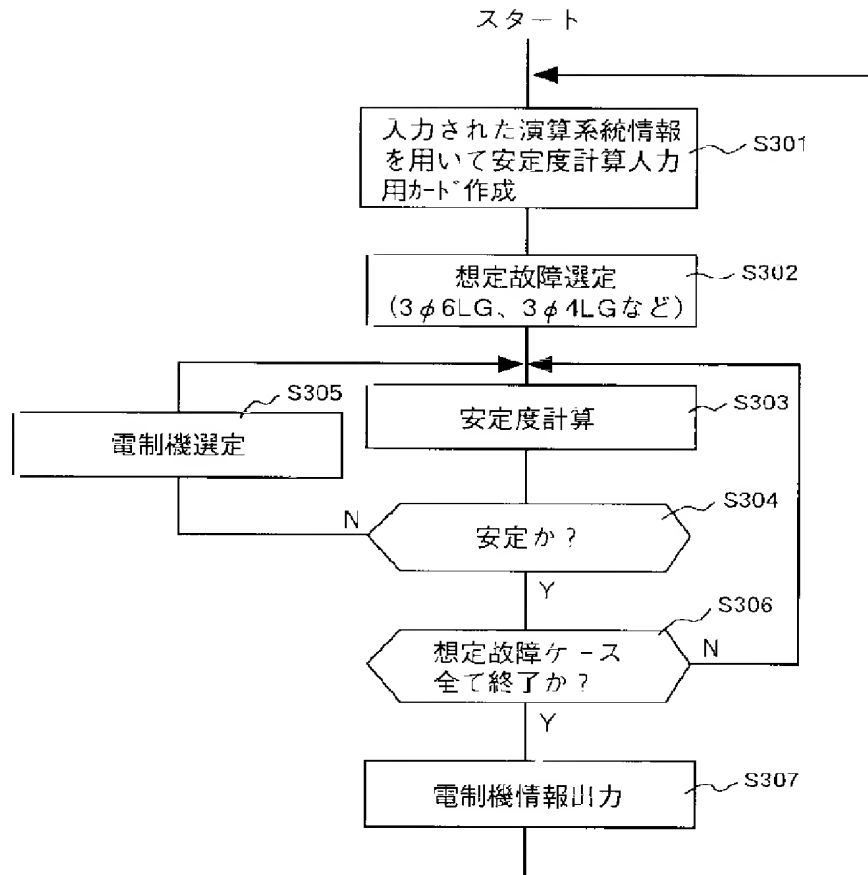 スタート
入力された演算系統情報
を用いて安定度計算入力
用カード作成
S301
想定故障選定
(3φ6LG、3φ4LGなど)
S302
S305
電制機選定
安定度計算
S303
N
安定か?
S304
Y
S306
想定故障ケース
全て終了か?
N
Y
電制機情報出力
S307